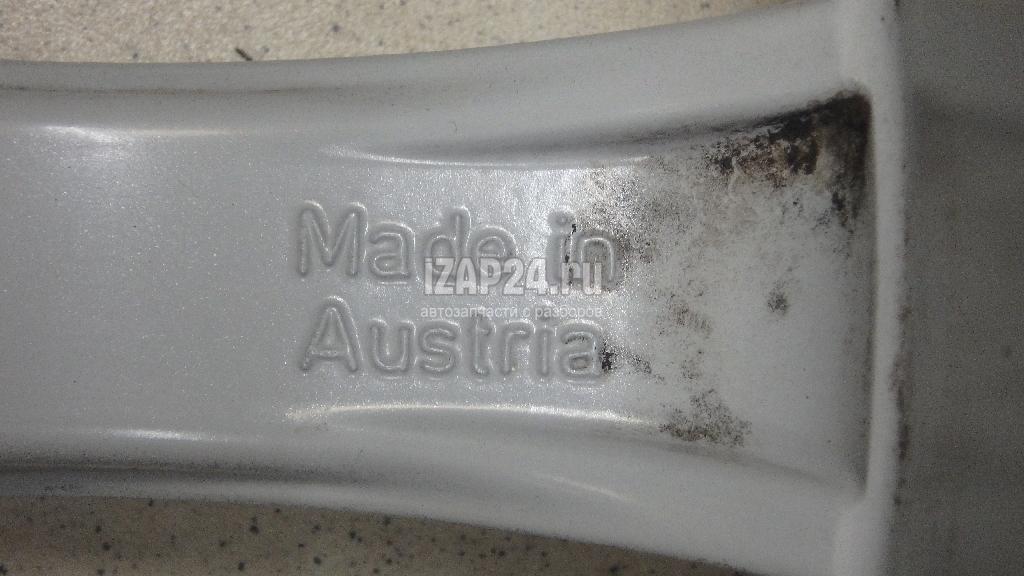 Made in
IZAP24.ru
автозапчасти с разборов
Austria